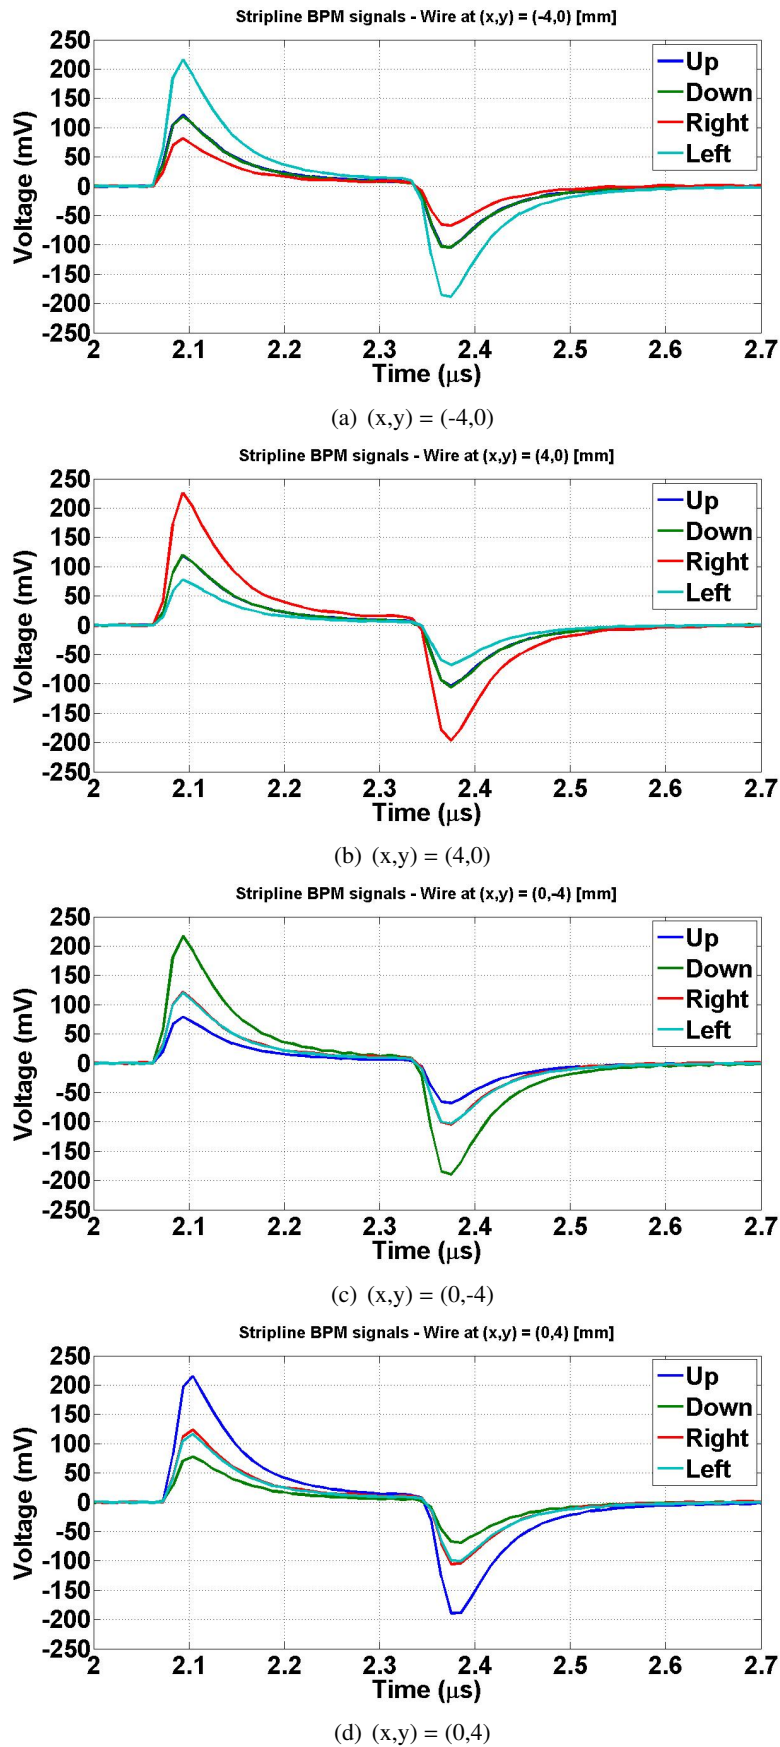 Stripline BPM signals - Wire at (x,y) = (-4,0) [mm]
250
200
150
100
50
0
-50
-100
-150
-200
-250
Voltage (mV)
Up
Down
Right
Left
2 2.1 2.2 2.3 2.4 2.5 2.6 2.7
Time (μs)
(a) (x,y) = (-4,0)
Stripline BPM signals - Wire at (x,y) = (4,0) [mm]
250
200
150
100
50
0
-50
-100
-150
-200
-250
Voltage (mV)
Up
Down
Right
Left
2 2.1 2.2 2.3 2.4 2.5 2.6 2.7
Time (μs)
(b) (x,y) = (4,0)
Stripline BPM signals - Wire at (x,y) = (0,-4) [mm]
250
200
150
100
50
0
-50
-100
-150
-200
-250
Voltage (mV)
Up
Down
Right
Left
2 2.1 2.2 2.3 2.4 2.5 2.6 2.7
Time (μs)
(c) (x,y) = (0,-4)
Stripline BPM signals - Wire at (x,y) = (0,4) [mm]
250
200
150
100
50
0
-50
-100
-150
-200
-250
Voltage (mV)
Up
Down
Right
Left
2 2.1 2.2 2.3 2.4 2.5 2.6 2.7
Time (μs)
(d) (x,y) = (0,4)